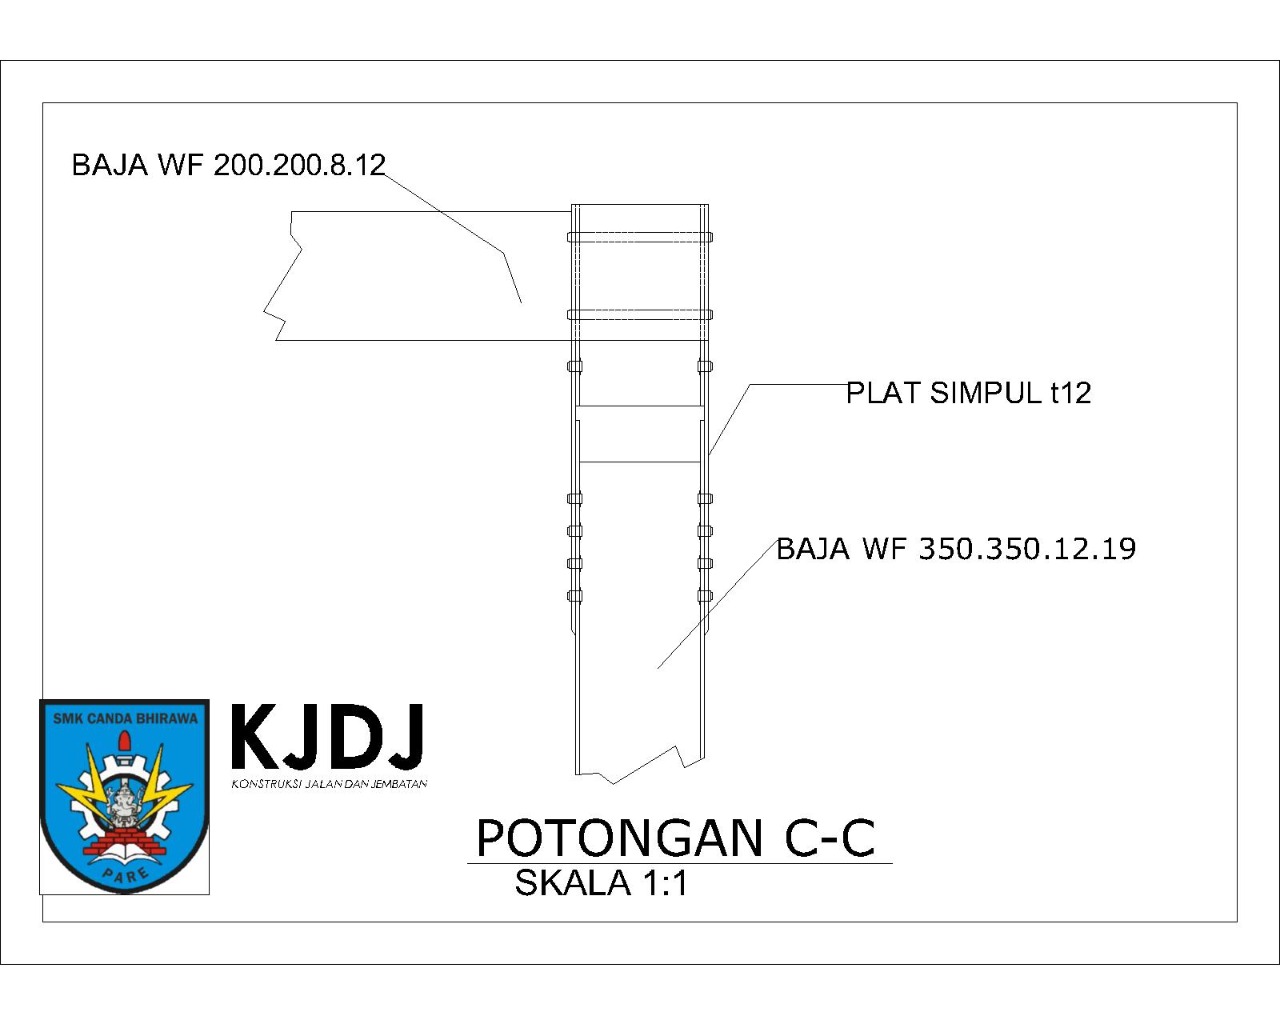 BAJA WF 200.200.8.12
PLAT SIMPUL t12
BAJA WF 350.350.12.19
SMK CANDA BHIRAWA
PARE
KJDJ
KONSTRUKSI JALAN DAN JEMBATAN
POTONGAN C-C
SKALA 1:1